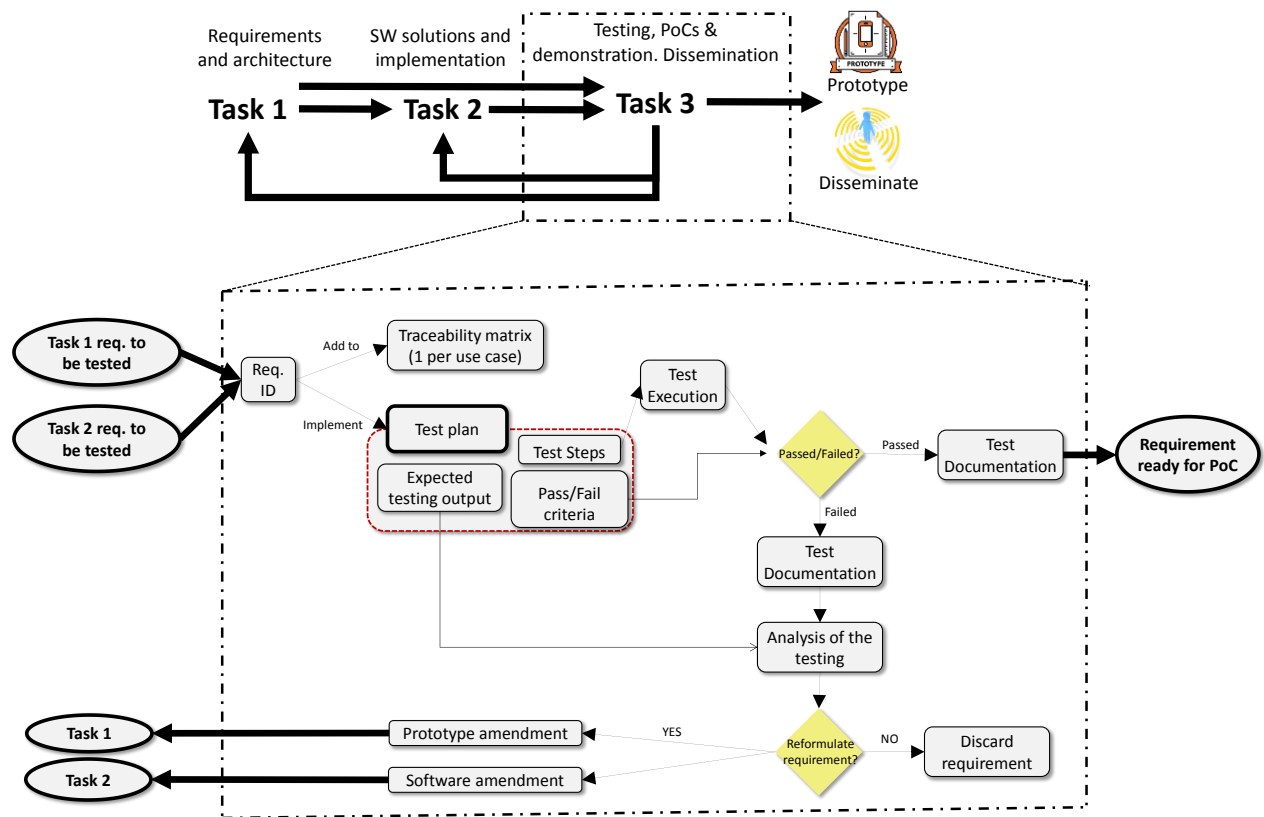 Requirements
and architecture
SW solutions and
implementation
Testing, PoCs &
demonstration. Dissemination
PROTOTYPE
Prototype
Task 1
Task 2
Task 3
Disseminate
Task 1 req. to
be tested
Task 2 req. to
be tested
Req.
ID
Add to
Traceability matrix
(1 per use case)
Implement
Test plan
Test Steps
Expected
testing output
Pass/Fail
criteria
Test
Execution
Passed/Failed?
Passed
Test
Documentation
Requirement
ready for PoC
Failed
Test
Documentation
Analysis of the
testing
Reformulate
requirement?
YES
NO
Discard
requirement
Prototype amendment
Task 1
Software amendment
Task 2